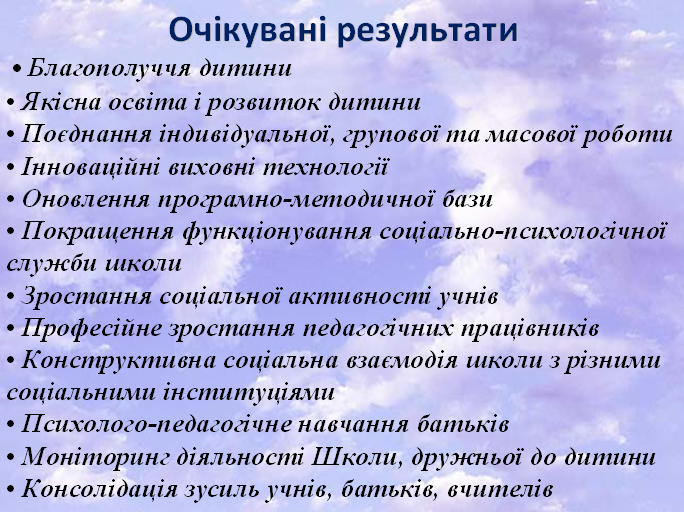 Очікувані результати
• Благополуччя дитини
• Якісна освіта і розвиток дитини
• Поєднання індивідуальної, групової та масової роботи
• Інноваційні виховні технології
• Оновлення програмно-методичної бази
• Покращення функціонування соціально-психологічної
служби школи
• Зростання соціальної активності учнів
• Професійне зростання педагогічних працівників
• Конструктивна соціальна взаємодія школи з різними
соціальними інституціями
• Психолого-педагогічне навчання батьків
• Моніторинг діяльності Школи, дружньої до дитини
• Консолідація зусиль учнів, батьків, вчителів